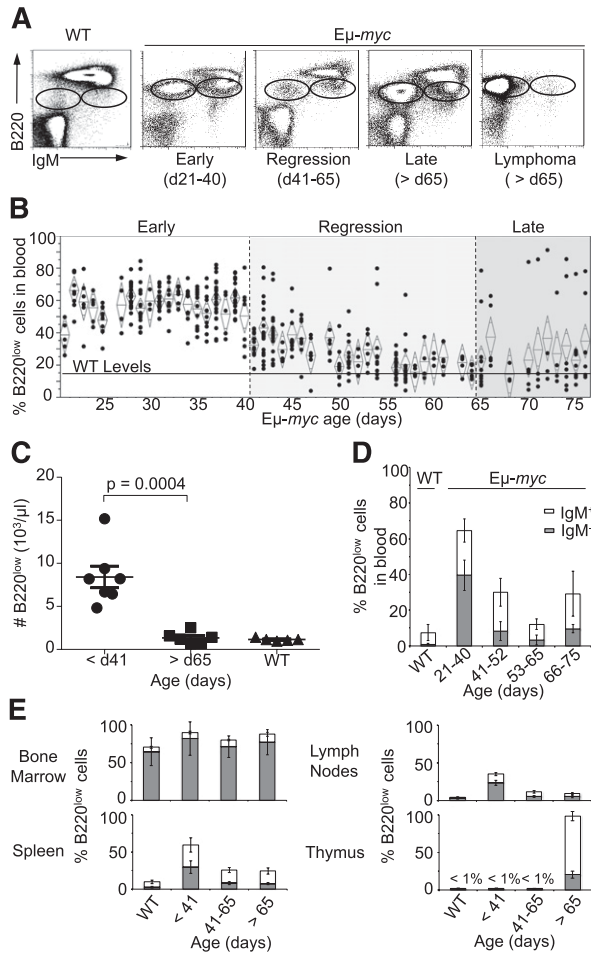 A
WT
Eμ-myc
B220
IgM
Early
(d21-40)
Regression
(d41-65)
Late
(> d65)
Lymphoma
( > d65)
B
Early
Regression
Late
% B220low cells in blood
100
80
60
40
20
0
WT Levels
25 30 35 40 45 50 55 60 65 70 75
Eμ-myc age (days)
C
p = 0.0004
# B220low (10³/μl)
20
15
10
5
0
< d41
> d65
WT
Age (days)
D
WT
Eμ-myc
% B220low cells
in blood
100
80
60
40
20
0
IgM
IgM
WT
21-40
41-52
53-65
66-75
Age (days)
E
Bone
Marrow
% B220low cells
100
50
0
Spleen
100
50
0
WT
< 41
41-65
> 65
Age (days)
Lymph
Nodes
% B220low cells
100
50
0
Thymus
100
50
0
< 1% < 1% < 1%
WT
< 41
41-65
> 65
Age (days)